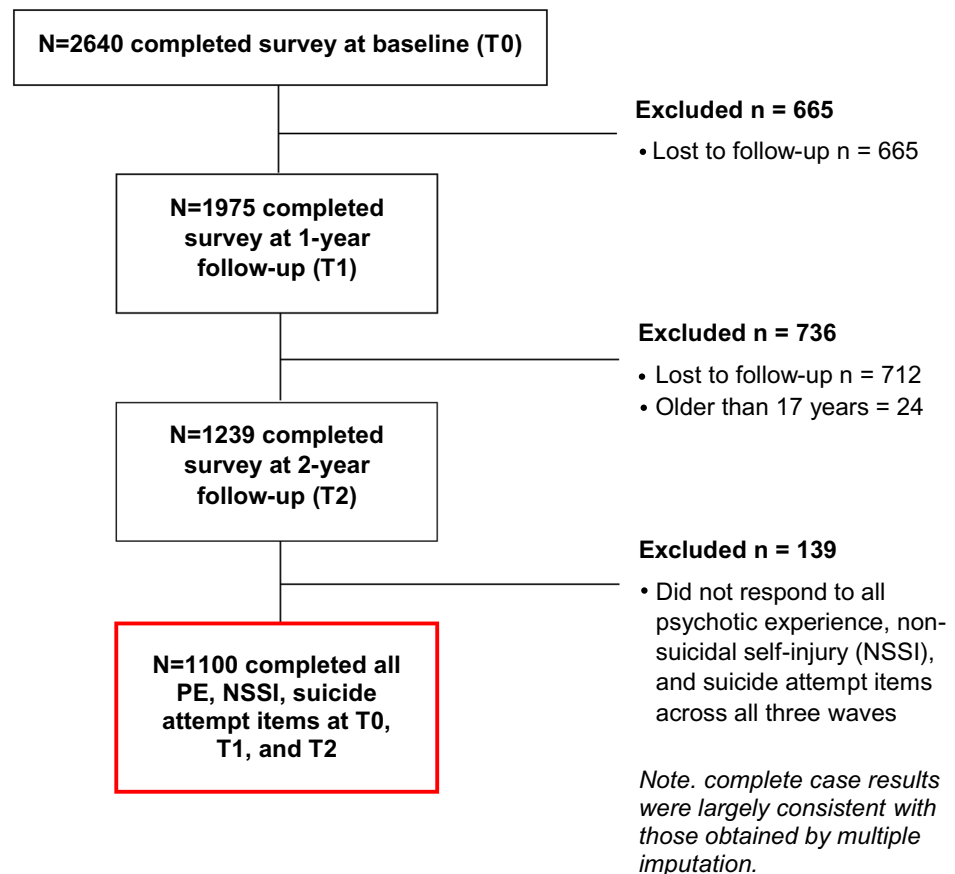 N=2640 completed survey at baseline (T0)
Excluded n = 665
• Lost to follow-up n = 665
N=1975 completed
survey at 1-year
follow-up (T1)
Excluded n = 736
• Lost to follow-up n = 712
• Older than 17 years = 24
N=1239 completed
survey at 2-year
follow-up (T2)
Excluded n = 139
• Did not respond to all
psychotic experience, non-
suicidal self-injury (NSSI),
and suicide attempt items
across all three waves
N=1100 completed all
PE, NSSI, suicide
attempt items at T0,
T1, and T2
Note. complete case results
were largely consistent with
those obtained by multiple
imputation.